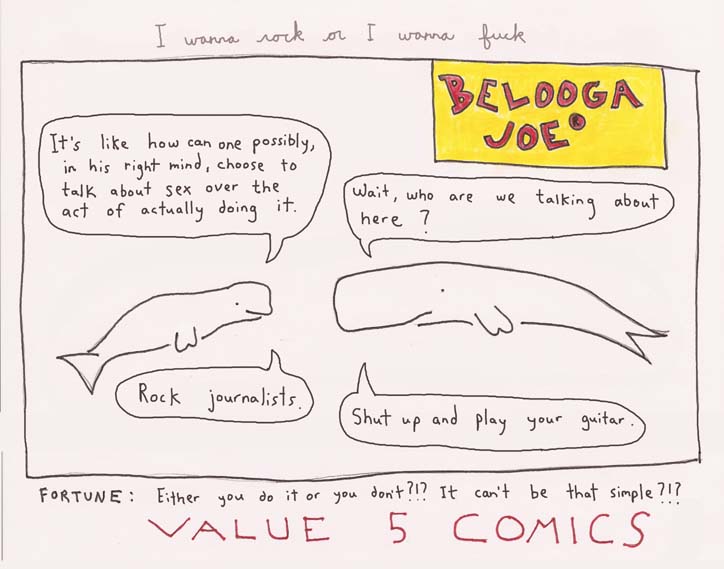 I wanna rock or I wanna fuck
BELOOGA
JOE®
It's like how can one possibly,
in his right mind, choose to
talk about sex over the
act of actually doing it.
Wait, who are we talking about
here ?
Rock journalists.
Shut up and play your guitar.
FORTUNE: Either you do it or you don't?!? It can't be that simple?!?
VALUE 5 COMICS